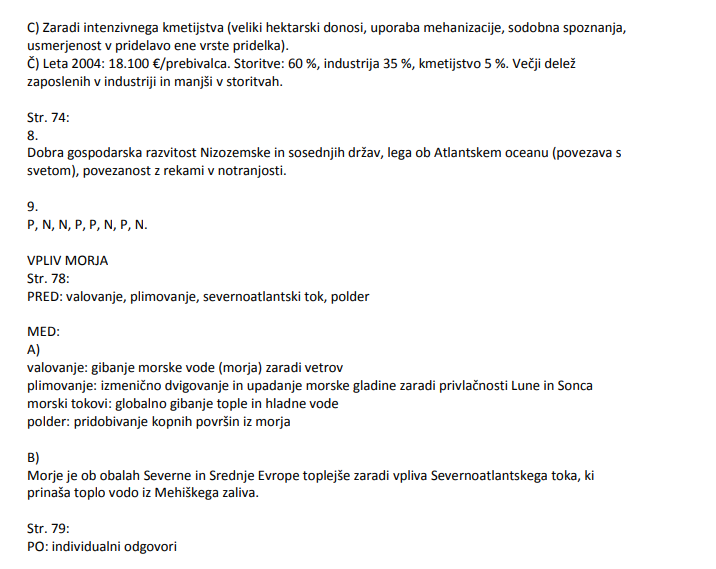 C) Zaradi intenzivnega kmetijstva (veliki hektarski donosi, uporaba mehanizacije, sodobna spoznanja,
usmerjenost v pridelavo ene vrste pridelka).
Č) Leta 2004: 18.100 €/prebivalca. Storitve: 60 %, industrija 35 %, kmetijstvo 5 %. Večji delež
zaposlenih v industriji in manjši v storitvah.
Str. 74:
8.
Dobra gospodarska razvitost Nizozemske in sosednjih držav, lega ob Atlantskem oceanu (povezava s
svetom), povezanost z rekami v notranjosti.
9.
P, N, N, P, P, N, P, N.
VPLIV MORJA
Str. 78:
PRED: valovanje, plimovanje, severnoatlantski tok, polder
MED:
A)
valovanje: gibanje morske vode (morja) zaradi vetrov
plimovanje: izmenično dvigovanje in upadanje morske gladine zaradi privlačnosti Lune in Sonca
morski tokovi: globalno gibanje tople in hladne vode
polder: pridobivanje kopnih površin iz morja
B)
Morje je ob obalah Severne in Srednje Evrope toplejše zaradi vpliva Severnoatlantskega toka, ki
prinaša toplo vodo iz Mehiškega zaliva.
Str. 79:
PO: individualni odgovori